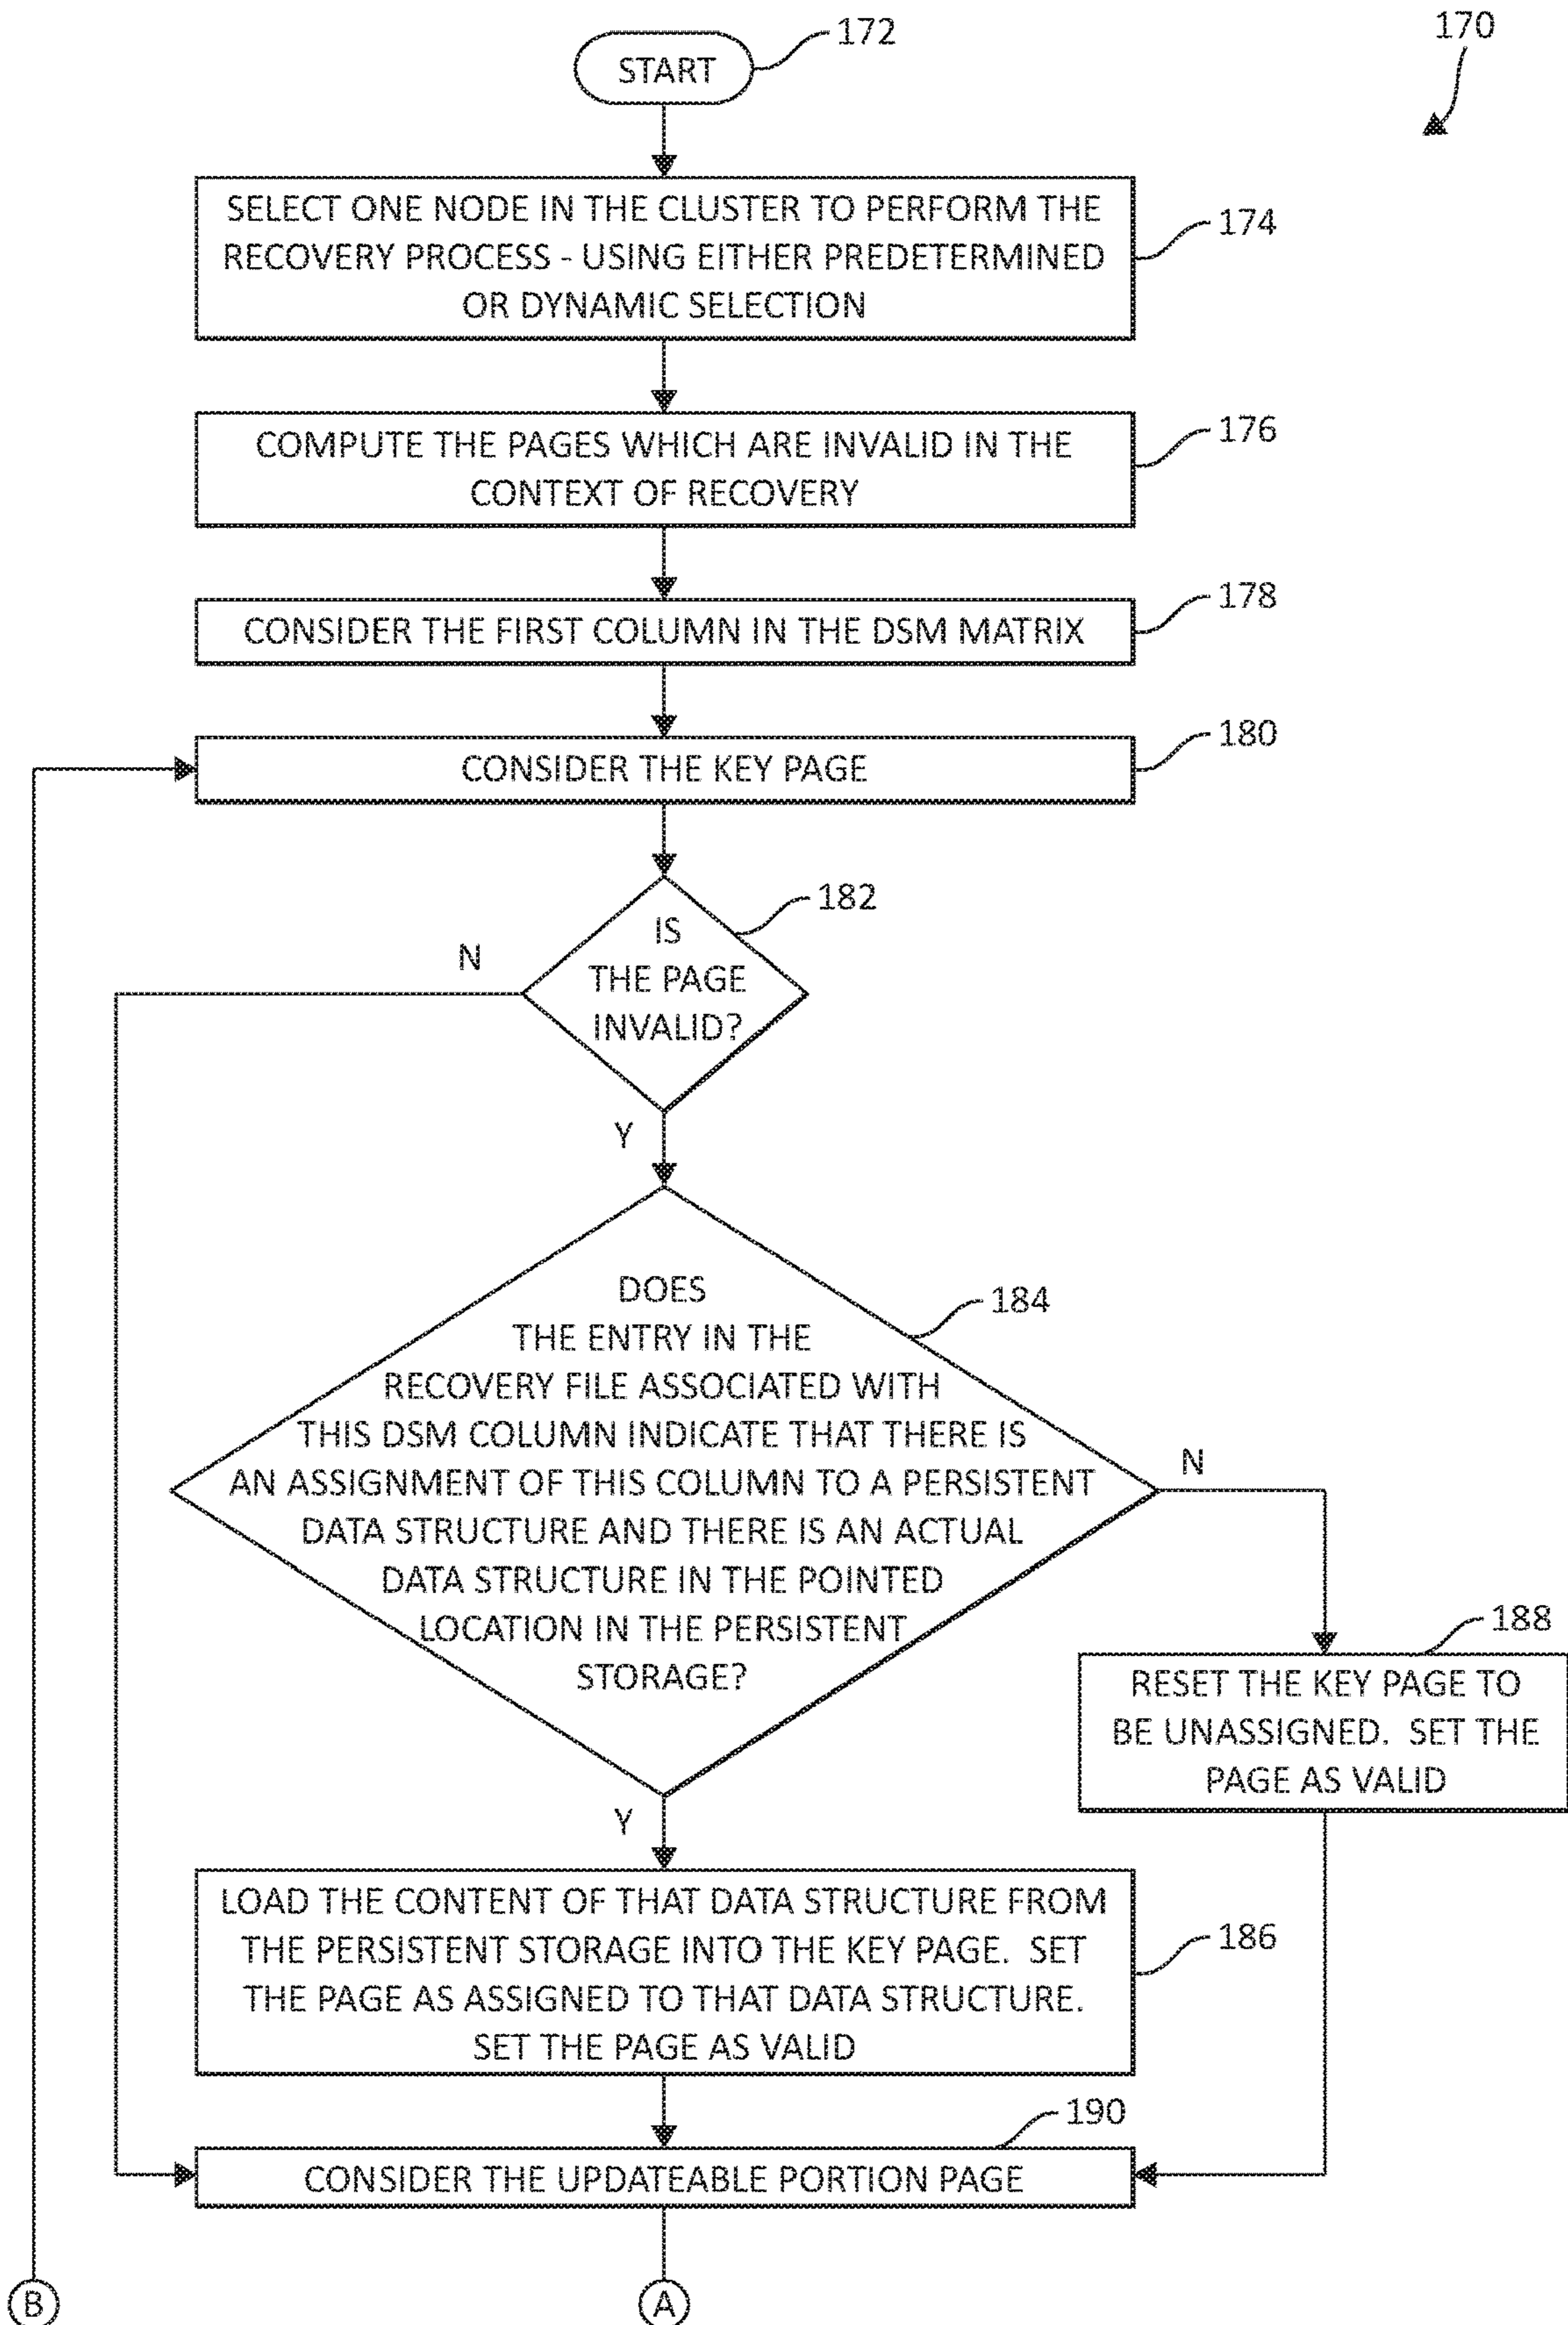 172
170
START
SELECT ONE NODE IN THE CLUSTER TO PERFORM THE
174
RECOVERY PROCESS - USING EITHER PREDETERMINED
OR DYNAMIC SELECTION
COMPUTE THE PAGES WHICH ARE INVALID IN THE
176
CONTEXT OF RECOVERY
178
CONSIDER THE FIRST COLUMN IN THE DSM MATRIX
180
CONSIDER THE KEY PAGE
182
IS
THE PAGE
INVALID?
N
Y
DOES
184
THE ENTRY IN THE
RECOVERY FILE ASSOCIATED WITH
THIS DSM COLUMN INDICATE THAT THERE IS
AN ASSIGNMENT OF THIS COLUMN TO A PERSISTENT
DATA STRUCTURE AND THERE IS AN ACTUAL
DATA STRUCTURE IN THE POINTED
LOCATION IN THE PERSISTENT
STORAGE?
N
188
RESET THE KEY PAGE TO
BE UNASSIGNED. SET THE
PAGE AS VALID
Y
LOAD THE CONTENT OF THAT DATA STRUCTURE FROM
THE PERSISTENT STORAGE INTO THE KEY PAGE. SET
THE PAGE AS ASSIGNED TO THAT DATA STRUCTURE.
SET THE PAGE AS VALID
186
190
CONSIDER THE UPDATEABLE PORTION PAGE
B
A